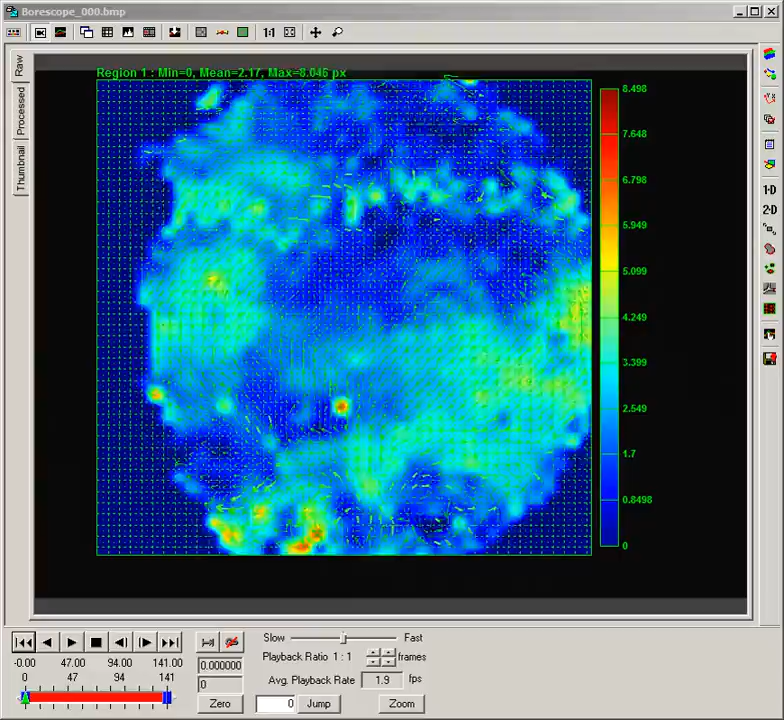 Borescope_000.bmp
1:1
Raw
Processed
Thumbnail
Region 1 : Min=0, Mean=2.17, Max=8.046 px
8.498
7.648
6.798
5.949
5.099
4.249
3.399
2.549
1.7
0.8498
0
1-D
2-D
Slow Fast
-0.00 47.00 94.00 141.00
0 47 94 141
0.000000
0
Zero
Playback Ratio 1 : 1 frames
Avg. Playback Rate 1.9 fps
0 Jump Zoom